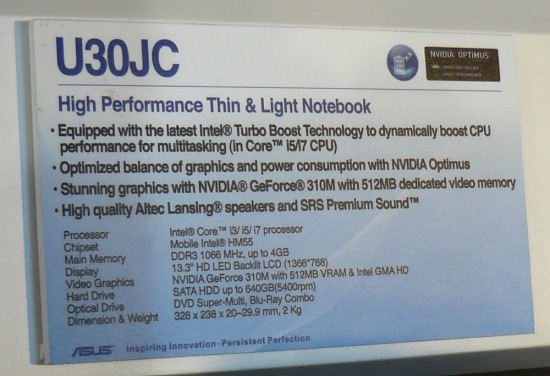 U30JC
NVIDIA OPTIMUS
High Performance Thin & Light Notebook
• Equipped with the latest Intel® Turbo Boost Technology to dynamically boost CPU
performance for multitasking (in Core™ i5/i7 CPU)
• Optimized balance of graphics and power consumption with NVIDIA Optimus
• Stunning graphics with NVIDIA® GeForce® 310M with 512MB dedicated video memory
• High quality Altec Lansing® speakers and SRS Premium Sound™
Processor Intel® Core™ i3/ i5/ i7 processor
Chipset Mobile Intel® HM55
Main Memory DDR3 1066 MHz, up to 4GB
Display 13.3" HD LED Backlit LCD (1366*768)
Video Graphics NVIDIA GeForce 310M with 512MB VRAM & Intel GMA HD
Hard Drive SATA HDD up to 640GB(5400rpm)
Optical Drive DVD Super-Multi, Blu-Ray Combo
Dimension & Weight 328 x 238 x 20~29.9 mm, 2 Kg
ASUS Inspiring Innovation · Persistent Perfection